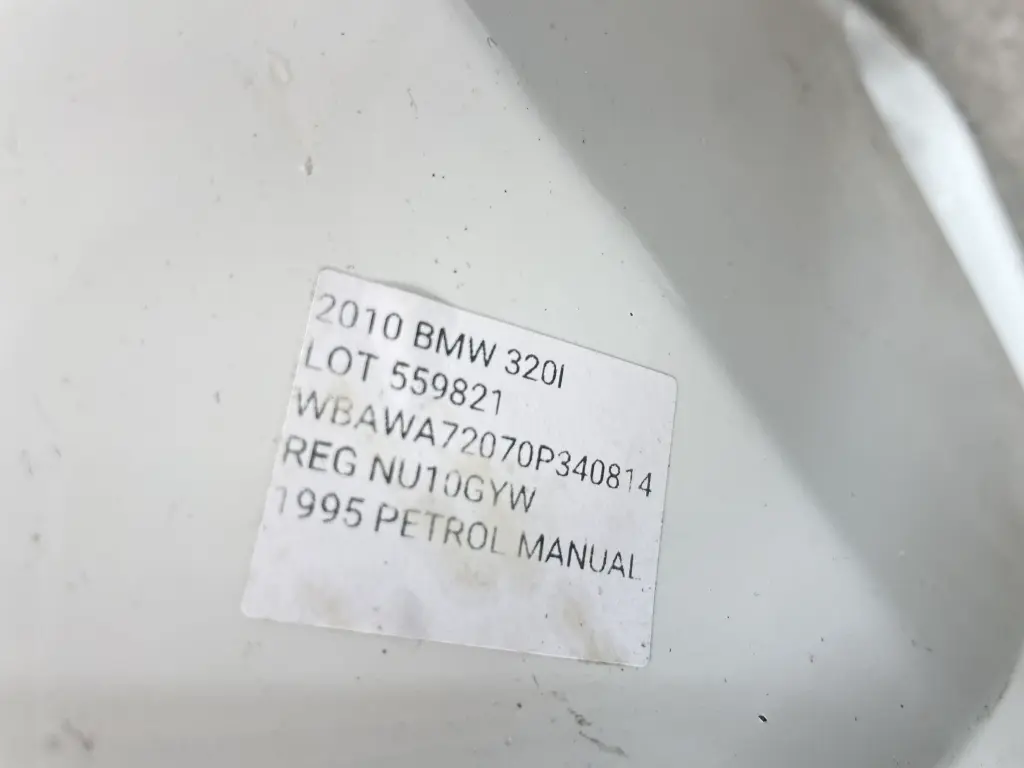 2010 BMW 320I
LOT 559821
WBAWA72070P340814
REG NU10GYW
1995 PETROL MANUAL